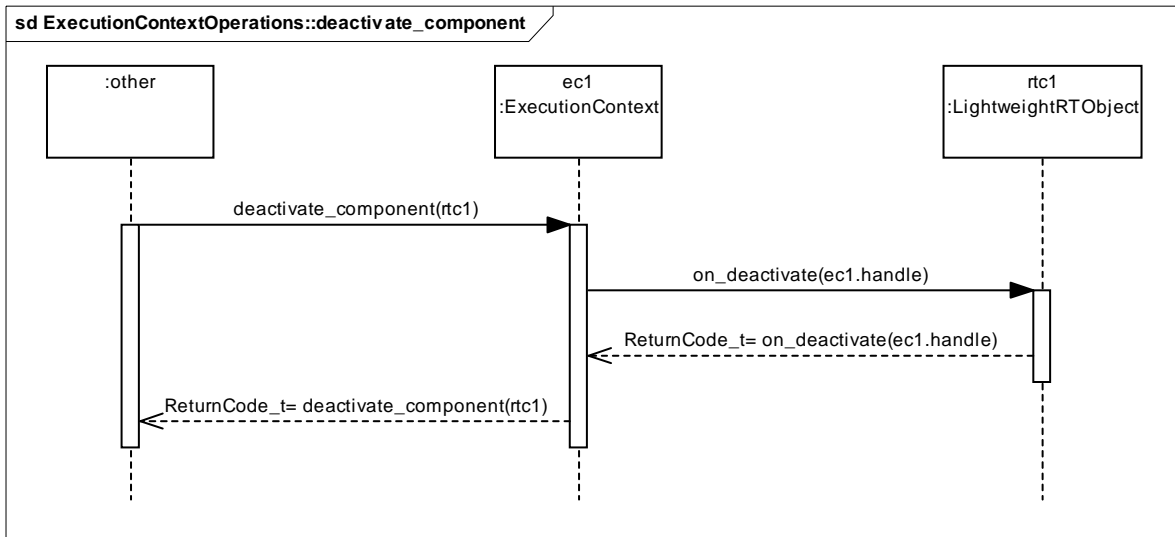 sd ExecutionContextOperations::deactivate_component
:other
ec1
:ExecutionContext
rtc1
:LightweightRTObject
deactivate_component(rtc1)
on_deactivate(ec1.handle)
ReturnCode_t= on_deactivate(ec1.handle)
ReturnCode_t= deactivate_component(rtc1)